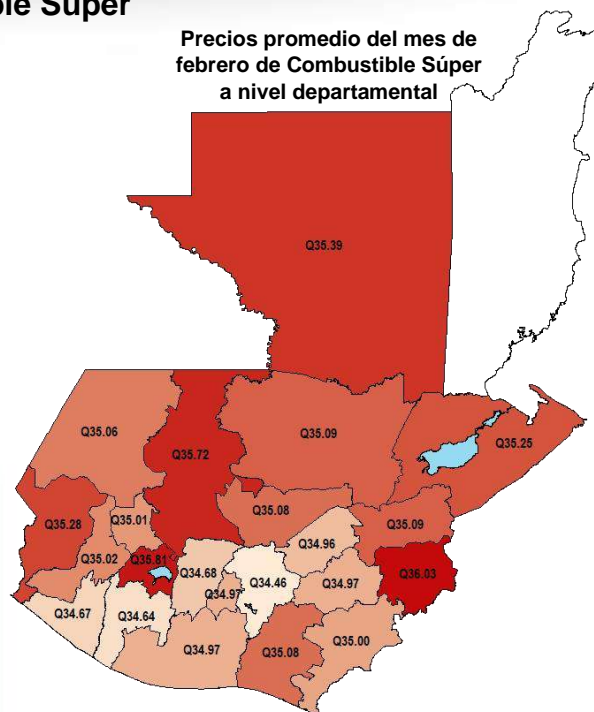 ble Súper
Precios promedio del mes de
febrero de Combustible Súper
a nivel departamental
Q35.39
Q35.06
Q35.72
Q35.09
Q35.25
Q35.28
Q35.01
Q35.08
Q35.09
Q34.96
Q35.02
Q35.81
Q34.68
Q34.46
Q34.97
Q36.03
Q34.97
Q34.67
Q34.64
Q35.00
Q34.97
Q35.08